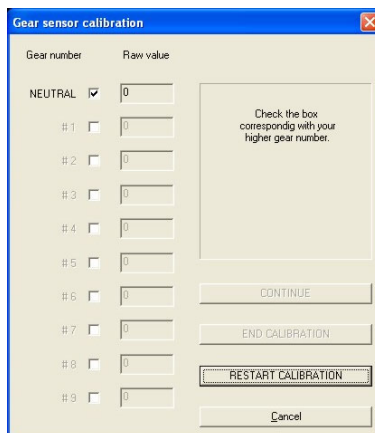 Gear sensor calibration
Gear number Raw value
NEUTRAL 0
#1 0
#2 0
#3 0
#4 0
#5 0
#6 0
#7 0
#8 0
#9 0
Check the box
correspondig with your
higher gear number.
CONTINUE
END CALIBRATION
RESTART CALIBRATION
Cancel